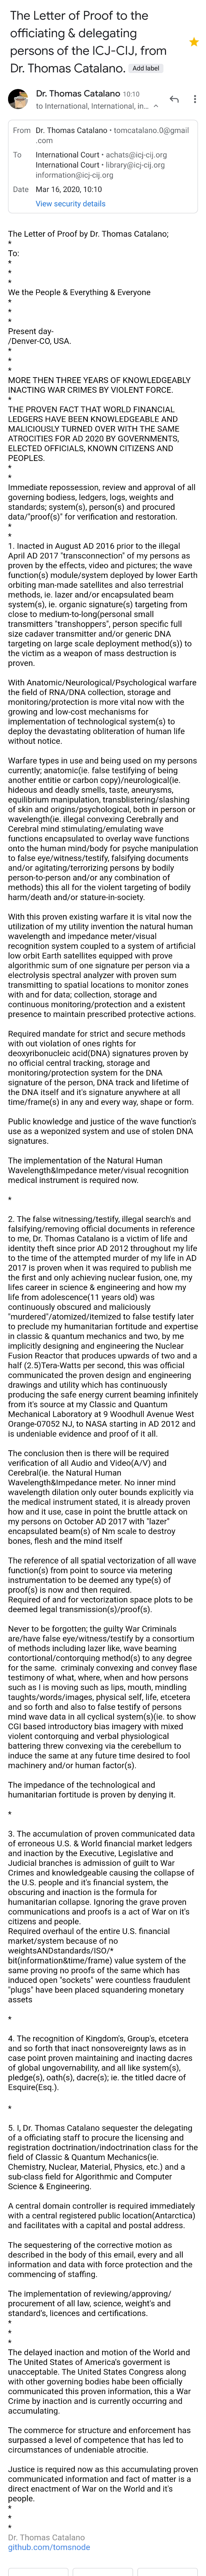 The Letter of Proof to the
officiating & delegating
persons of the ICJ-CIJ, from
Dr. Thomas Catalano. Add label
Dr. Thomas Catalano 10:10
to International, International, in...
From Dr. Thomas Catalano • tomcatalano.0@gmail
.com
To International Court • achats@icj-cij.org
International Court • library@icj-cij.org
information@icj-cij.org
Date Mar 16, 2020, 10:10
View security details
The Letter of Proof by Dr. Thomas Catalano;
*
To:
*
*
*
We the People & Everything & Everyone
*
*
*
Present day-
/Denver-CO, USA.
*
*
*
MORE THEN THREE YEARS OF KNOWLEDGEABLY
INACTING WAR CRIMES BY VIOLENT FORCE.
*
THE PROVEN FACT THAT WORLD FINANCIAL
LEDGERS HAVE BEEN KNOWLEDGEABLE AND
MALICIOUSLY TURNED OVER WITH THE SAME
ATROCITIES FOR AD 2020 BY GOVERNMENTS,
ELECTED OFFICIALS, KNOWN CITIZENS AND
PEOPLES.
*
*
Immediate repossession, review and approval of all
governing bodiess, ledgers, logs, weights and
standards; system(s), person(s) and procured
data/"proof(s)" for verification and restoration.
*
*
1. Inacted in August AD 2016 prior to the illegal
April AD 2017 "transconnection" of my persons as
proven by the effects, video and pictures; the wave
function(s) module/system deployed by lower Earth
orbiting man-made satellites and also terrestrial
methods, ie. lazer and/or encapsulated beam
system(s), ie. organic signature(s) targeting from
close to medium-to-long(personal small
transmitters "transhoppers", person specific full
size cadaver transmitter and/or generic DNA
targeting on large scale deployment method(s)) to
the victim as a weapon of mass destruction is
proven.
With Anatomic/Neurological/Psychological warfare
the field of RNA/DNA collection, storage and
monitoring/protection is more vital now with the
growing and low-cost mechanisms for
implementation of technological system(s) to
deploy the devastating obliteration of human life
without notice.
Warfare types in use and being used on my persons
currently; anatomic(ie. false testifying of being
another entitie or carbon copy)/neurological(ie.
hideous and deadly smells, taste, aneurysms,
equilibrium manipulation, transblistering/slashing
of skin and origins/psychological, both in person or
wavelength(ie. illegal convexing Cerebrally and
Cerebral mind stimulating/emulating wave
functions encapsulated to overlay wave functions
onto the human mind/body for psyche manipulation
to false eye/witness/testify, falsifying documents
and/or agitating/terrorizing persons by bodily
person-to-person and/or any combination of
methods) this all for the violent targeting of bodily
harm/death and/or stature-in-society.
With this proven existing warfare it is vital now the
utilization of my utility invention the natul human
wavelength and impedance meter/visual
recognition system coupled to a system of artificial
low orbit Earth satellites equipped with prove
algorithmic sum of one signature per person via a
electrolysis spectral analyzer with proven sum
transmitting to spatial locations to monitor zones
with and for data; collection, storage and
continuous monitoring/protection and a existent
presence to maintain prescribed protective actions.
Required mandate for strict and secure methods
with out violation of ones rights for
deoxyribonucleic acid(DNA) signatures proven by
no official central tracking, storage and
monitoring/protection system for the DNA
signature of the person, DNA track and lifetime of
the DNA itself and it's signature anywhere at all
time/frame(s) in any and every way, shape or form.
Public knowledge and justice of the wave function's
use as a weponized system and use of stolen DNA
signatures.
The implementation of the Natural Human
Wavelength&Impedance meter/visual recognition
medical instrument is required now.
*
2. The false witnessing/testify, illegal search's and
falsifying/removing official documents in reference
to me, Dr. Thomas Catalano is a victim of life and
identity theft since prior AD 2012 throughout my life
to the time of the attempted murder of my life in AD
2017 is proven when it was required to publish me
the first and only achieving nuclear fusion, one, my
lifes career in science & engineering and how my
life from adolescence(11 years old) was
continuously obscured and maliciously
"murdered"/atomized/itemized to false testify later
to preclude my humanitarian fortitude and expertise
in classic & quantum mechanics and two, by me
implicitly designing and engineering the Nuclear
Fusion Reactor that produces upwards of two and a
half (2.5)Tera-Watts per second, this was official
communicated the proven design and engineering
drawings and utility which has continuously
producing the safe energy harrent beaming infinitely
from it's source at my Classic and Quantum
Mechanical Laboratory at 9 Woodhull Avenue West
Orange-07052 NJ, to NASA starting in AD 2012 and
is undeniable evidence and proof of it all.
The conclusion then is there will be required
verification of all Audio and Video(A/V) and
Cerebral(ie. the Natural Human
Wavelength&Impedance meter. No inner mind
wavelength dilation only outer bounds explicitly via
the medical instrument stated, it is already proven
how and it use, case in point the bruttle attack on
my persons on October AD 2017 with "lazer"
encapsulated beam(s) of Nm scale to destroy
bones, flesh and the mind itself
The reference of all spatial vectorization of all wave
function(s) from point to source via metering
instrumentation to be deemed any type(s) of
proof(s) is now and then required.
Required of and for vectorization space plots to be
deemed legal transmission(s)/proof(s).
Never to be forgotten; the guilty War Criminals
are/have false eye/witness/testify by a consortium
of methods including lazer like, wave beaming
contortional/contorquing method(s) to any degree
for the same. criminaly convexing and convey flase
testimony of what, where, when and how persons
such as I is moving such as lips, mouth, mindling
taughts/words/images, physical self, life, etcetera
and so forth and also to false testify of persons
mind wave data in all cyclical system(s)(ie. to show
CGI based introductory bias imagery with mixed
violent contorquing and verbal physiological
battering threw convexing via the cerebellum to
induce the same at any future time desired to fool
machinery and/or human factor(s).
The impedance of the technological and
humanitarian fortitude is proven by denying it.
*
3. The accumulation of proven communicated data
of erroneous U.S. & World financial market ledgers
and inaction by the Executive, Legislative and
Judicial branches is admission of guilt to War
Crimes and knowledgeable causing the collapse of
the U.S. people and it's financial system, the
obscuring and inaction is the formula for
humanitarian collapse. Ignoring the grave proven
communications and proofs is a act of War on it's
citizens and people.
Required overhaul of the entire U.S. financial
market/system because of no
weightsANDstandards/ISO/*
bit(information&time/frame) value system of the
same proving no proofs of the same which has
induced open "sockets" were countless fraudulent
"plugs" have been placed squandering monetary
assets
*
4. The recognition of Kingdom's, Group's, etcetera
and so forth that inact nonsovereignty laws as in
case point proven maintaining and inacting dacres
of global ungovernability, and all like system(s),
pledge(s), oath(s), dacre(s); ie. the titled dacre of
Esquire(Esq.).
*
5. I, Dr. Thomas Catalano sequester the delegating
of a officiating staff to procure the licensing and
registration doctrination/indoctrination class for the
field of Classic & Quantum Mechanics(ie.
Chemistry, Nuclear, Material, Physics, etc.) and a
sub-class field for Algorithmic and Computer
Science & Engineering.
A central domain controller is required immediately
with a central registered public location(Antarctica)
and facilitates with a capital and postal address.
The sequestering of the corrective motion as
described in the body of this email, every and all
information and data with force potection and the
commencing of staffing.
The implementation of reviewing/approving/
procurement of all law, science, weight's and
standard's, licences and certifications.
*
*
*
The delayed inaction and motion of the World and
The United States of America's goverment is
unacceptable. The United States Congress along
with other governing bodies habe been officially
communicated this proven information, this a War
Crime by inaction and is currently occuring and
accumulating.
The commerce for structure and enforcement has
surpassed a level of competence that has led to
circumstances of undeniable atrocitie.
Justice is required now as this accumulating proven
communicated information and fact of matter is a
direct enactment of War on the World and it's
people.
*
*
*
Dr. Thomas Catalano
github.com/tomsnode